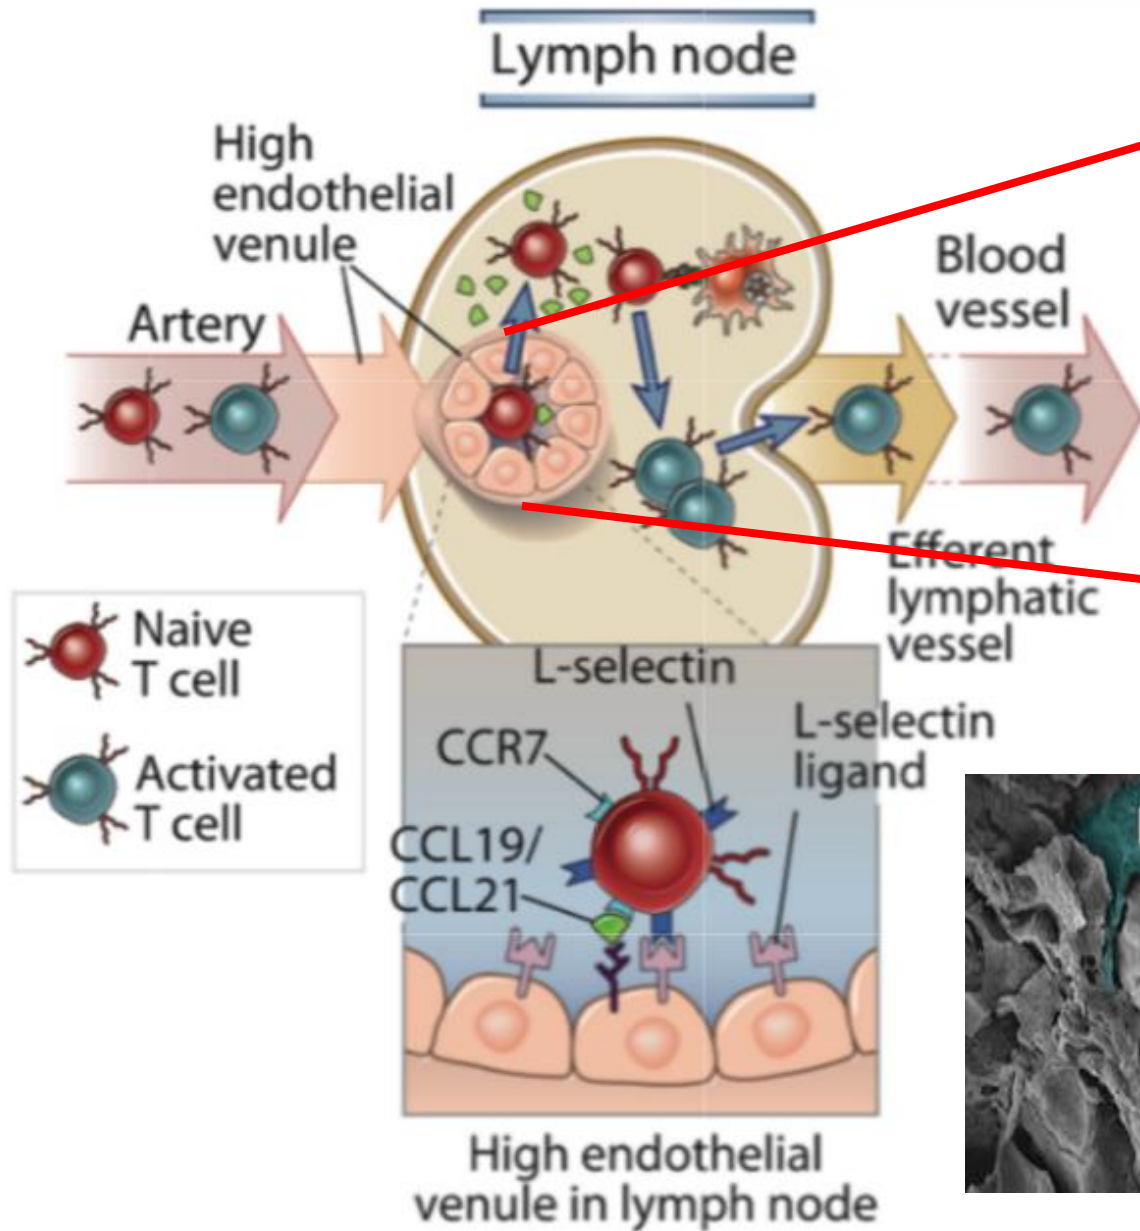 Lymph node
High
endothelial
venule
Artery
Blood
vessel
Efferent
lymphatic
vessel
Naive
T cell
Activated
T cell
L-selectin
CCR7
L-selectin
ligand
CCL19/
CCL21
High endothelial
venule in lymph node